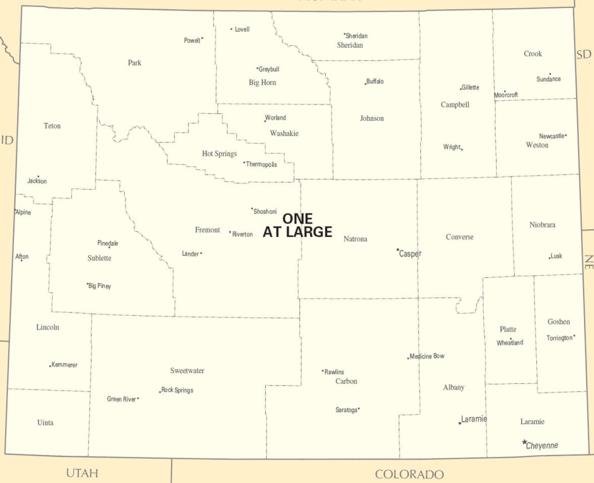 SD
ID
NE
UTAH
COLORADO
ONE
AT LARGE
Park
Powell
Lovell
Greybull
Big Horn
Sheridan
Sheridan
Buffalo
Johnson
Gillette
Campbell
Wright
Crook
Sundance
Moorcroft
Newcastle
Weston
Teton
Jackson
Worland
Washakie
Hot Springs
Thermopolis
Alpine
Afton
Pinedale
Sublette
Big Piney
Shoshoni
Fremont
Riverton
Lander
Natrona
Casper
Converse
Niobrara
Lusk
Lincoln
Kemmerer
Uinta
Sweetwater
Rock Springs
Green River
Rawlins
Carbon
Saratoga
Medicine Bow
Albany
Laramie
Platte
Wheatland
Goshen
Torrington
Laramie
Cheyenne